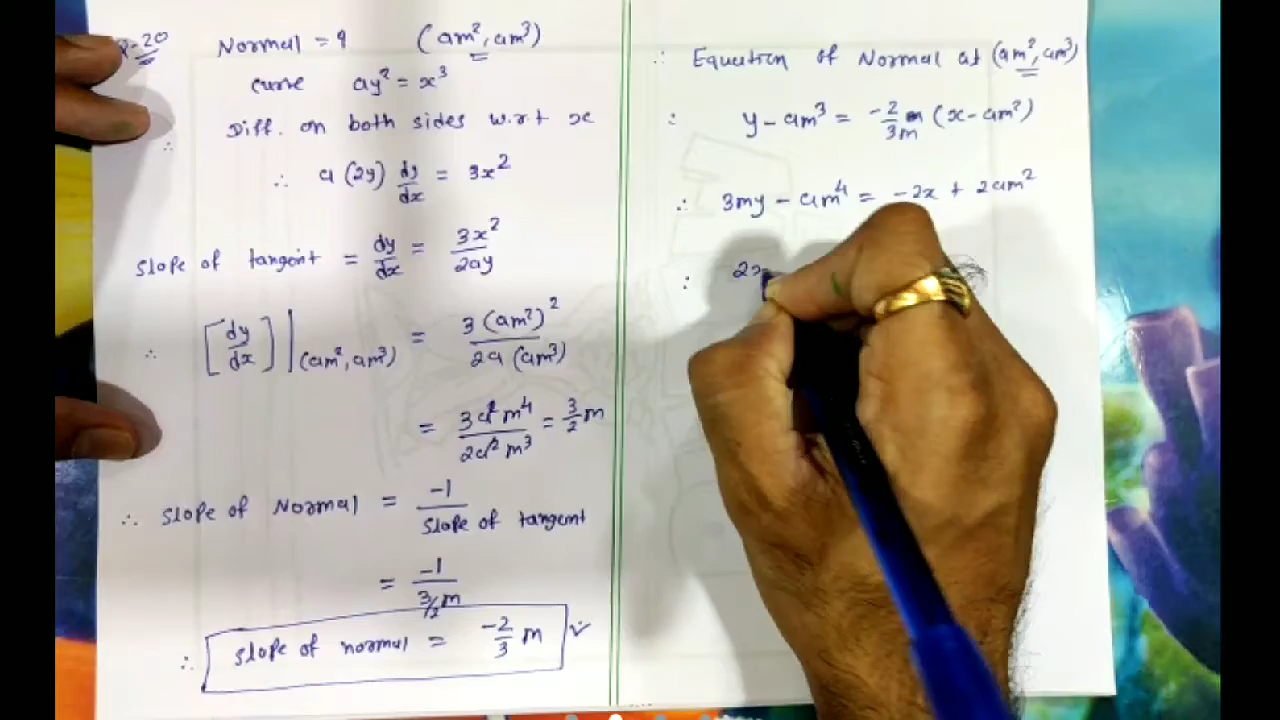 Q-20 Normal = ? (am², am³)
curve ay² = x³
Diff. on both sides w.r.t x
∴ a(2y) dy/dx = 3x²
Slope of tangent = dy/dx = 3x²/2ay
∴ [dy/dx]|(am², am³) = 3(am²)²/2a(am³)
= 3a²m⁴/2a²m³ = 3/2 m
∴ Slope of Normal = -1/Slope of tangent
= -1/(3/2 m)
∴ Slope of normal = -2/3 m
∴ Equation of Normal at (am², am³)
∴ y - am³ = -2/3m (x - am²)
∴ 3my - am⁴ = -2x + 2am²
∴ 2x